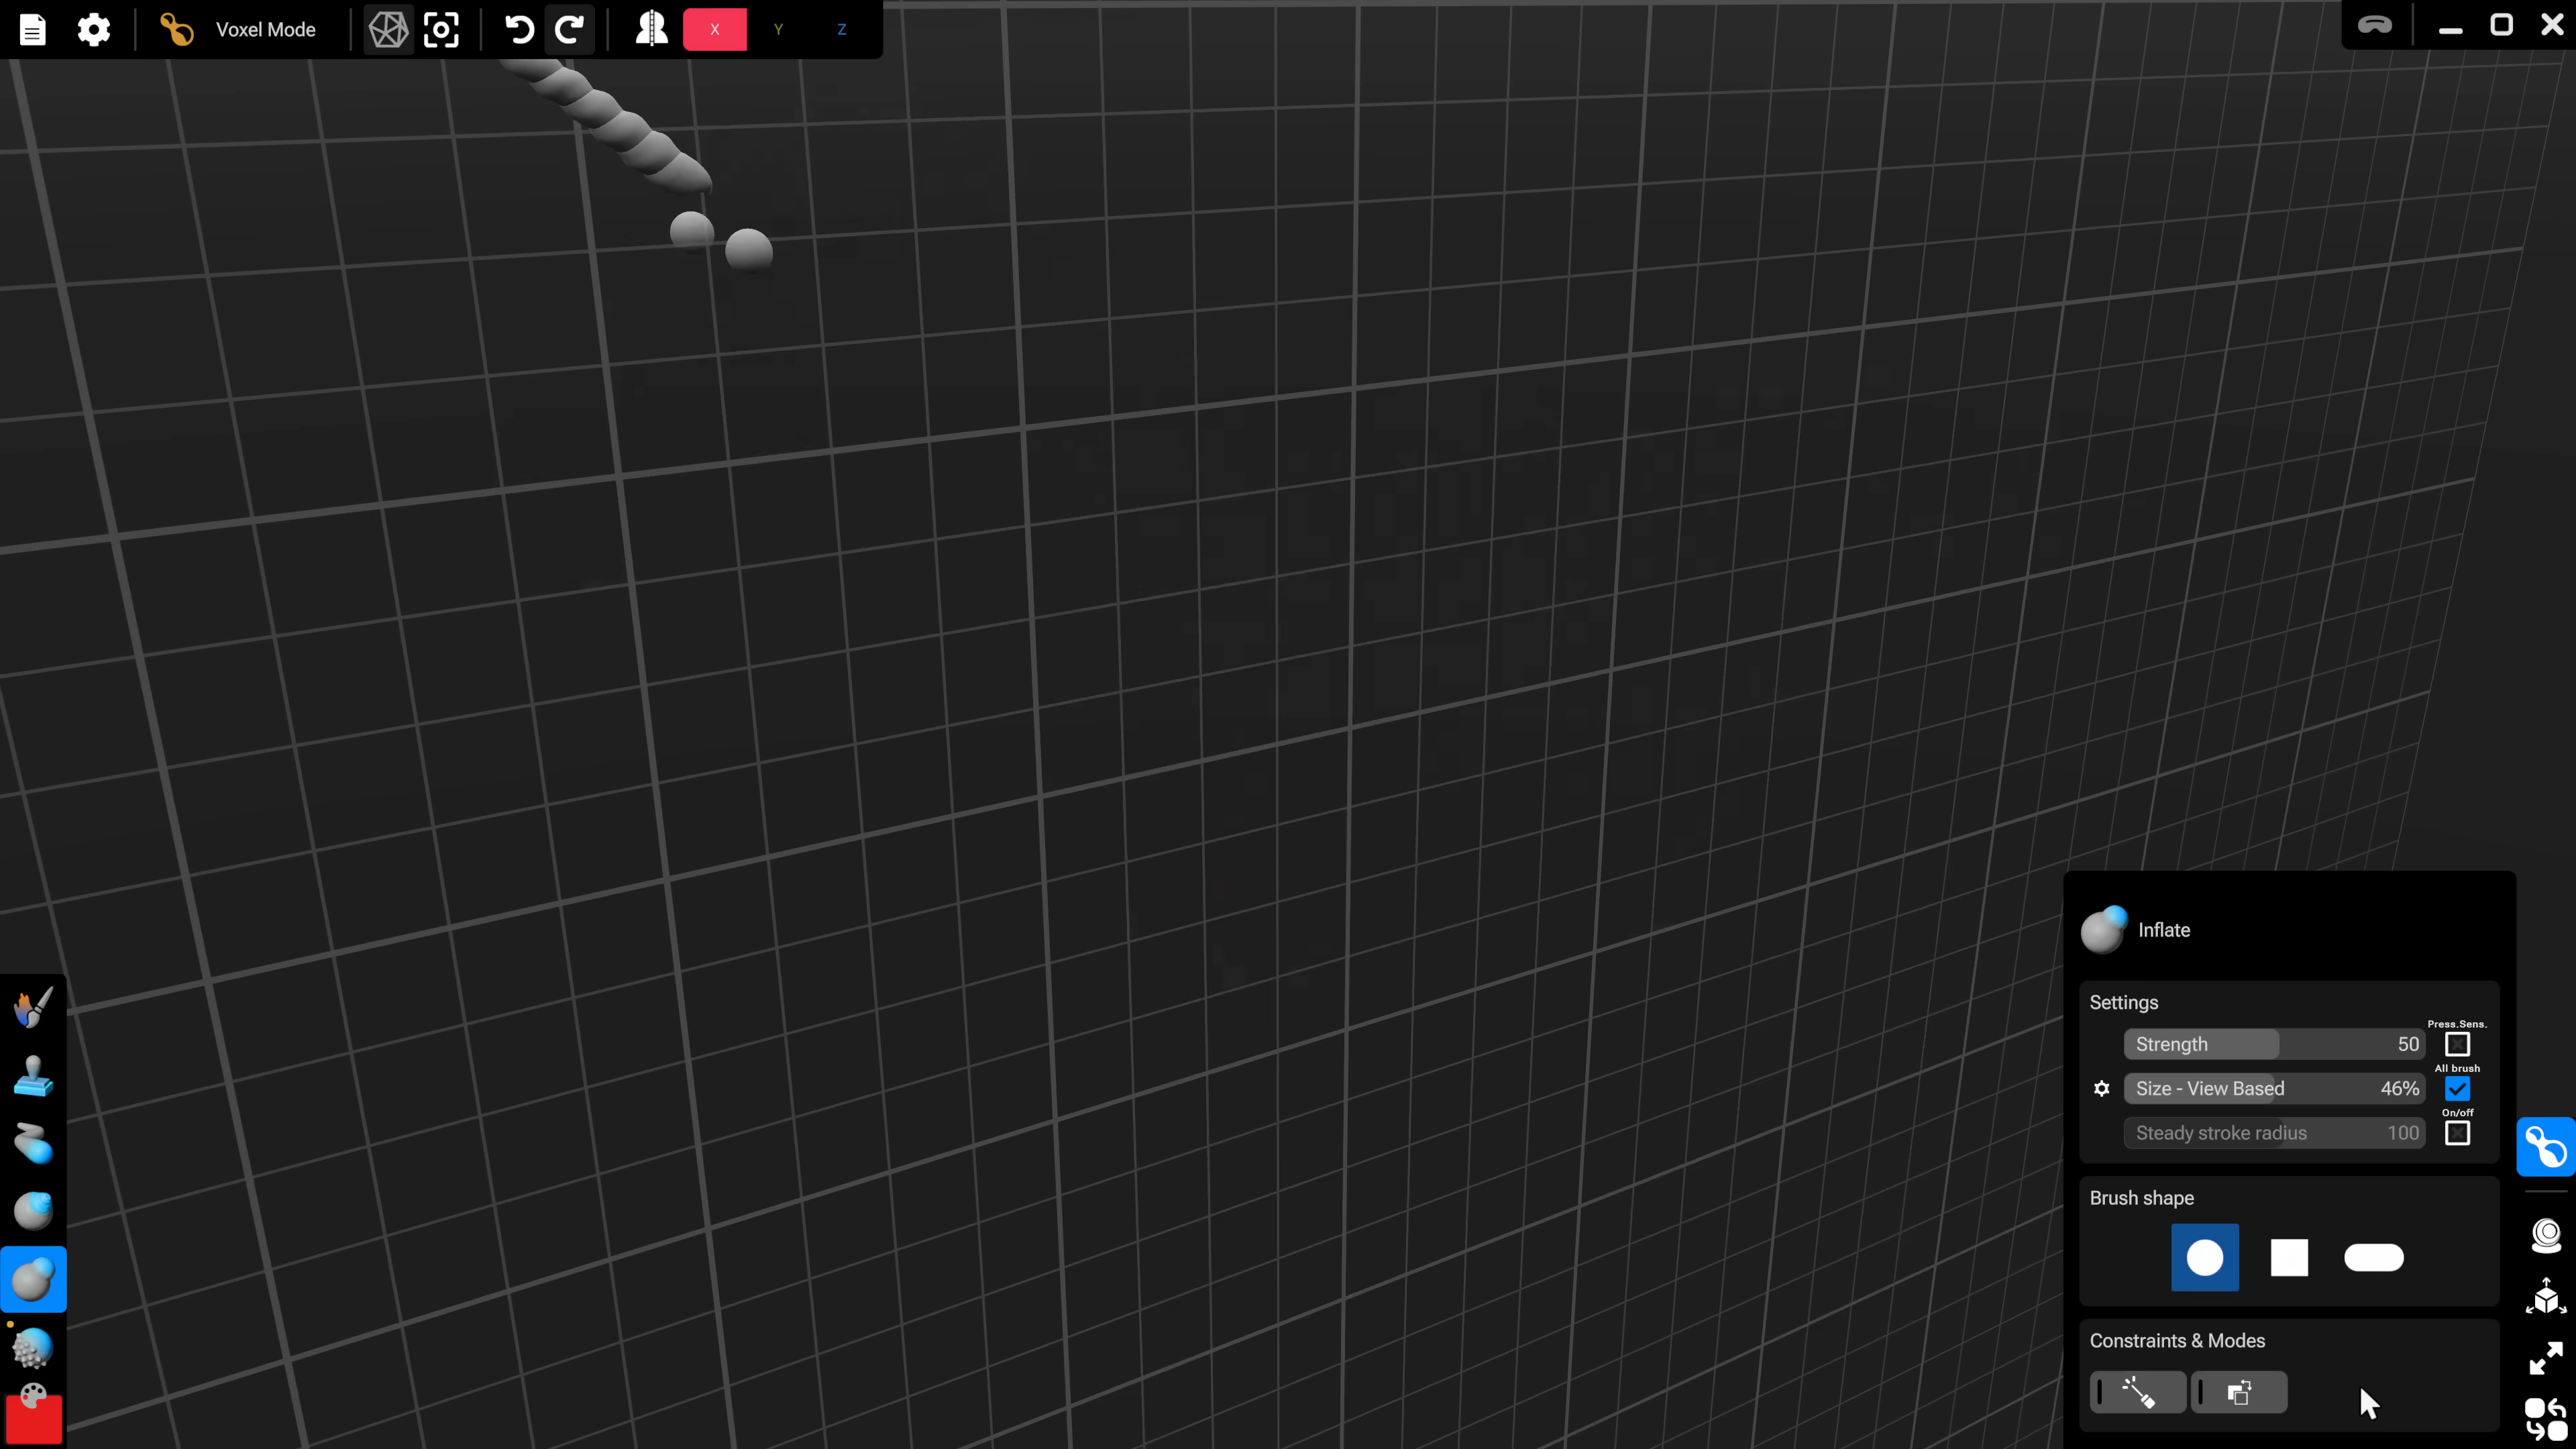 Voxel Mode X Y Z
Inflate
Settings
Press.Sens.
Strength 50
All brush
Size - View Based 46%
On/off
Steady stroke radius 100
Brush shape
Constraints & Modes